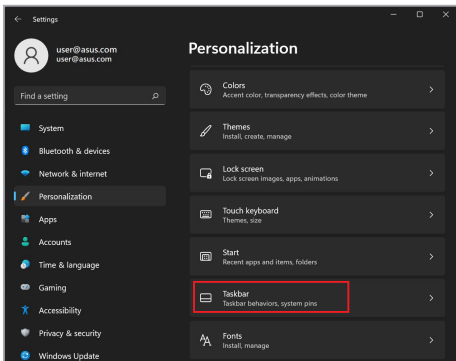 Settings
user@asus.com
user@asus.com
Find a setting
System
Bluetooth & devices
Network & internet
Personalization
Apps
Accounts
Time & language
Gaming
Accessibility
Privacy & security
Windows Update
Personalization
Colors
Accent color, transparency effects, color theme
Themes
Install, create, manage
Lock screen
Lock screen images, apps, animations
Touch keyboard
Themes, size
Start
Recent apps and items, folders
Taskbar
Taskbar behaviors, system pins
Fonts
Install, manage